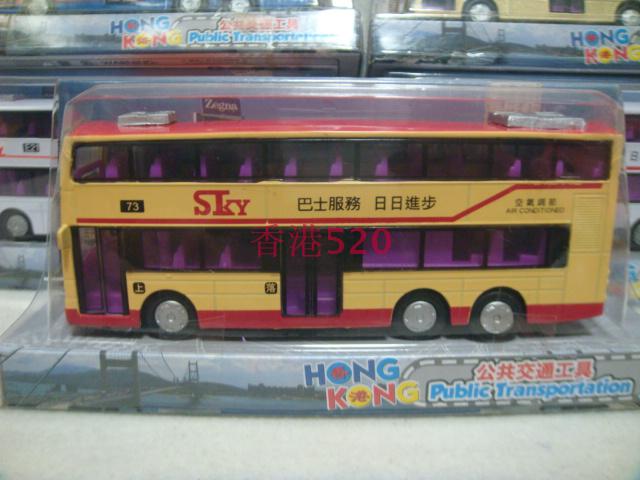 HONG KONG 公共交通工具
Public Transportation
HONG KONG
Zegna
E21
73
SKY
巴士服務 日日進步
空氣調節
AIR CONDITIONED
香港520
上
落
HONG 香港 KONG 公共交通工具
Public Transportation